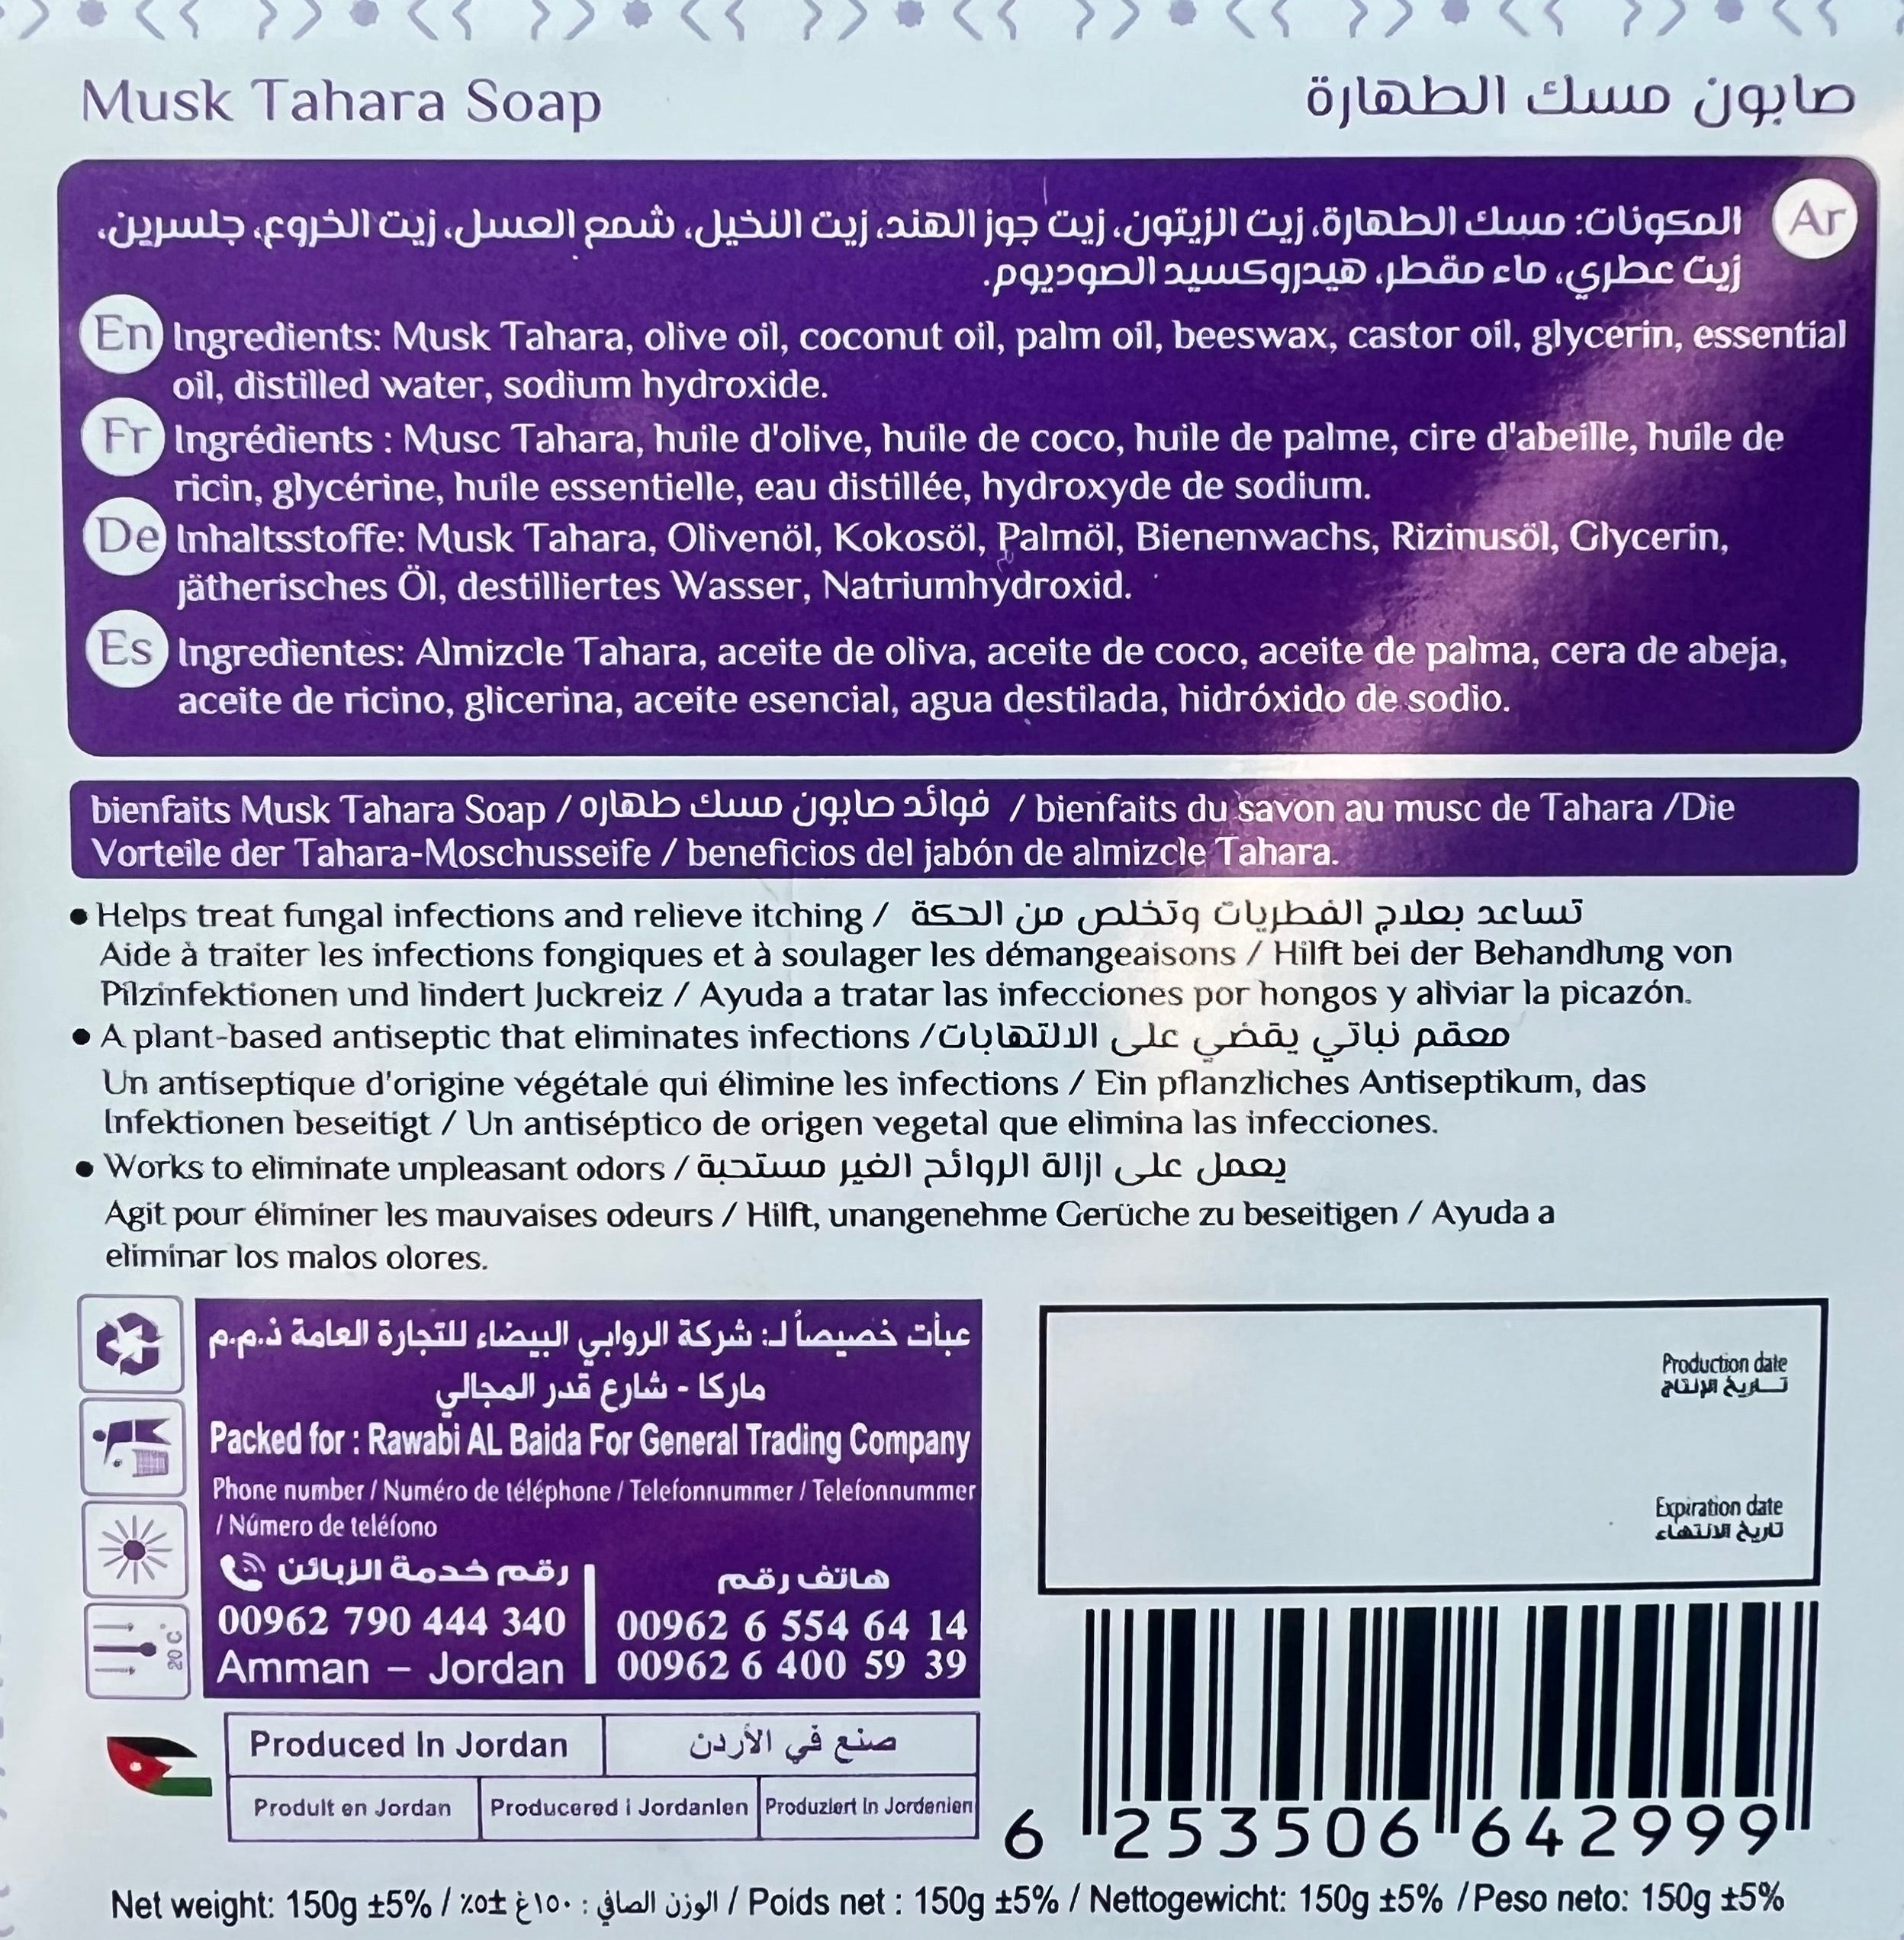 Musk Tahara Soap
صابون مسك الطهارة
Ar
المكونات: مسك الطهارة، زيت الزيتون، زيت جوز الهند، زيت النخيل، شمع العسل، زيت الخروع، جلسرين،
زيت عطري، ماء مقطر، هيدروكسيد الصوديوم.
En Ingredients: Musk Tahara, olive oil, coconut oil, palm oil, beeswax, castor oil, glycerin, essential
oil, distilled water, sodium hydroxide.
Fr Ingrédients : Musc Tahara, huile d'olive, huile de coco, huile de palme, cire d'abeille, huile de
ricin, glycérine, huile essentielle, eau distillée, hydroxyde de sodium.
De Inhaltsstoffe: Musk Tahara, Olivenöl, Kokosöl, Palmöl, Bienenwachs, Rizinusöl, Glycerin,
jätherisches Öl, destilliertes Wasser, Natriumhydroxid.
Es Ingredientes: Almizcle Tahara, aceite de oliva, aceite de coco, aceite de palma, cera de abeja,
aceite de ricino, glicerina, aceite esencial, agua destilada, hidróxido de sodio.
bienfaits Musk Tahara Soap / فوائد صابون مسك طهاره / bienfaits du savon au musc de Tahara /Die
Vorteile der Tahara-Moschusseife / beneficios del jabón de almizcle Tahara.
● Helps treat fungal infections and relieve itching / تساعد بعلاج الفطريات وتخلص من الحكة
Aide à traiter les infections fongiques et à soulager les démangeaisons / Hilft bei der Behandlung von
Pilzinfektionen und lindert Juckreiz / Ayuda a tratar las infecciones por hongos y aliviar la picazón.
● A plant-based antiseptic that eliminates infections / معقم نباتي يقضي على الالتهابات
Un antiseptique d'origine végétale qui élimine les infections / Ein pflanzliches Antiseptikum, das
Infektionen beseitigt / Un antiséptico de origen vegetal que elimina las infecciones.
● Works to eliminate unpleasant odors / يعمل على ازالة الروائح الغير مستحبة
Agit pour éliminer les mauvaises odeurs / Hilft, unangenehme Gerüche zu beseitigen / Ayuda a
eliminar los malos olores.
عبأت خصيصاً لـ: شركة الروابي البيضاء للتجارة العامة ذ.م.م
ماركا - شارع قدر المجالي
Packed for : Rawabi AL Baida For General Trading Company
Phone number / Numéro de téléphone / Telefonnummer / Telefonnummer
/ Número de teléfono
رقم خدمة الزبائن
00962 790 444 340
Amman – Jordan
هاتف رقم
00962 6 554 64 14
00962 6 400 59 39
20 C°
Production date
تاريخ الإنتاج
Expiration date
تاريخ الانتهاء
Produced In Jordan
صنع في الأردن
Produit en Jordan
Producered i Jordanien
Produziert in Jordenien
6 253506 642999
Net weight: 150g ±5% / الوزن الصافي : ١٥٠غ ±٥٪ / Poids net : 150g ±5% / Nettogewicht: 150g ±5% / Peso neto: 150g ±5%